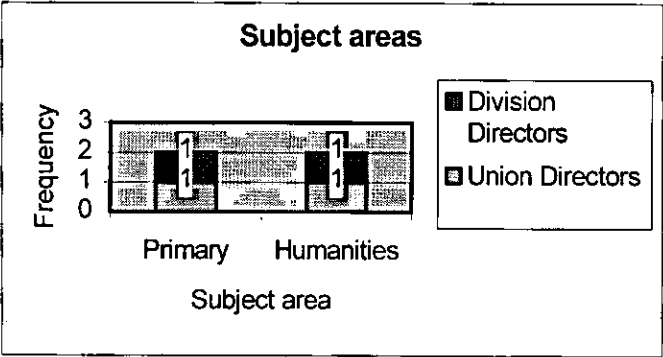 Subject areas
Frequency
3
2
1
0
1
1
1
1
Primary
Humanities
Subject area
Division
Directors
Union Directors